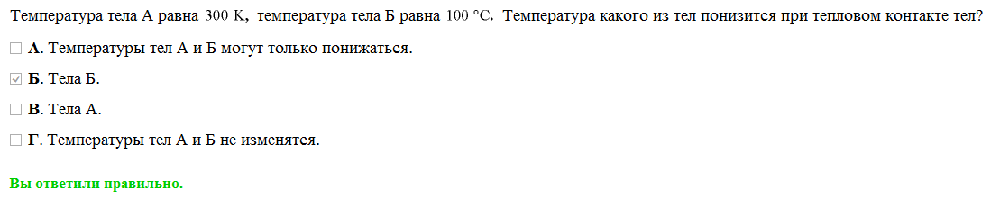 Температура тела А равна 300 К, температура тела Б равна 100 °С. Температура какого из тел понизится при тепловом контакте тел?
А. Температуры тел А и Б могут только понижаться.
Б. Тела Б.
В. Тела А.
Г. Температуры тел А и Б не изменятся.
Вы ответили правильно.